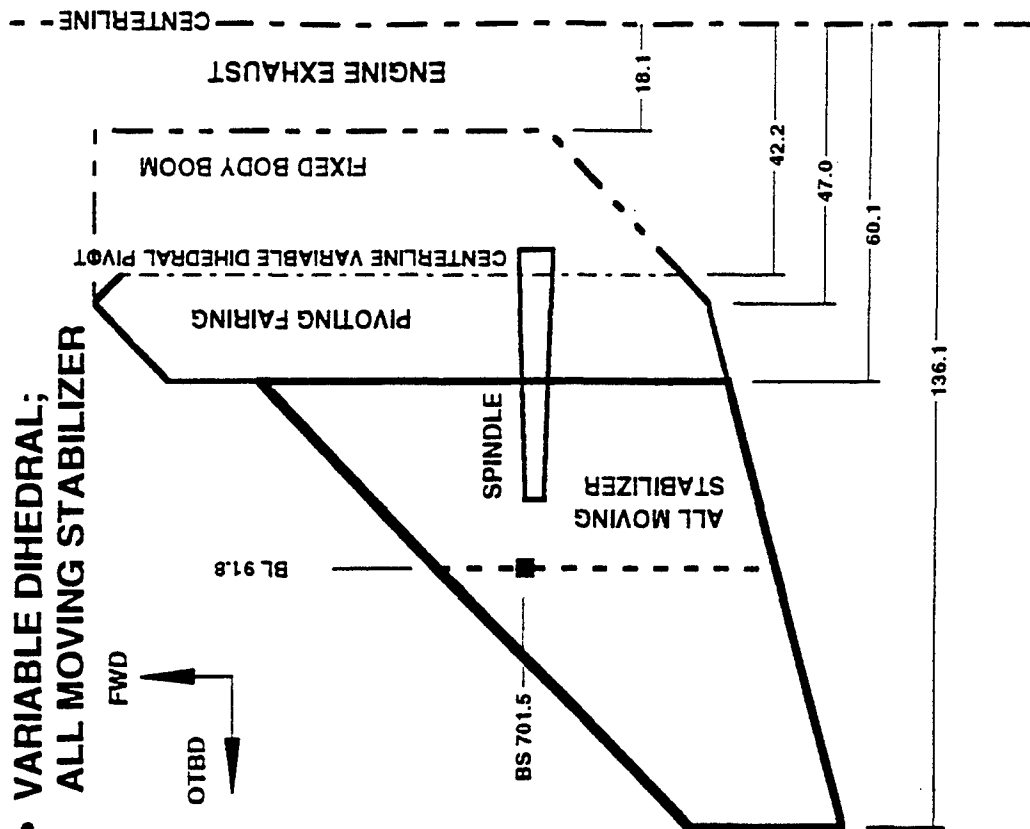 • VARIABLE DIHEDRAL;
ALL MOVING STABILIZER
CENTERLINE
ENGINE EXHAUST
FIXED BODY BOOM
CENTERLINE VARIABLE DIHEDRAL PIVOT
PIVOTING FAIRING
SPINDLE
ALL MOVING
STABILIZER
BL 91.8
BS 701.5
FWD
OTBD
18.1
42.2
47.0
60.1
136.1